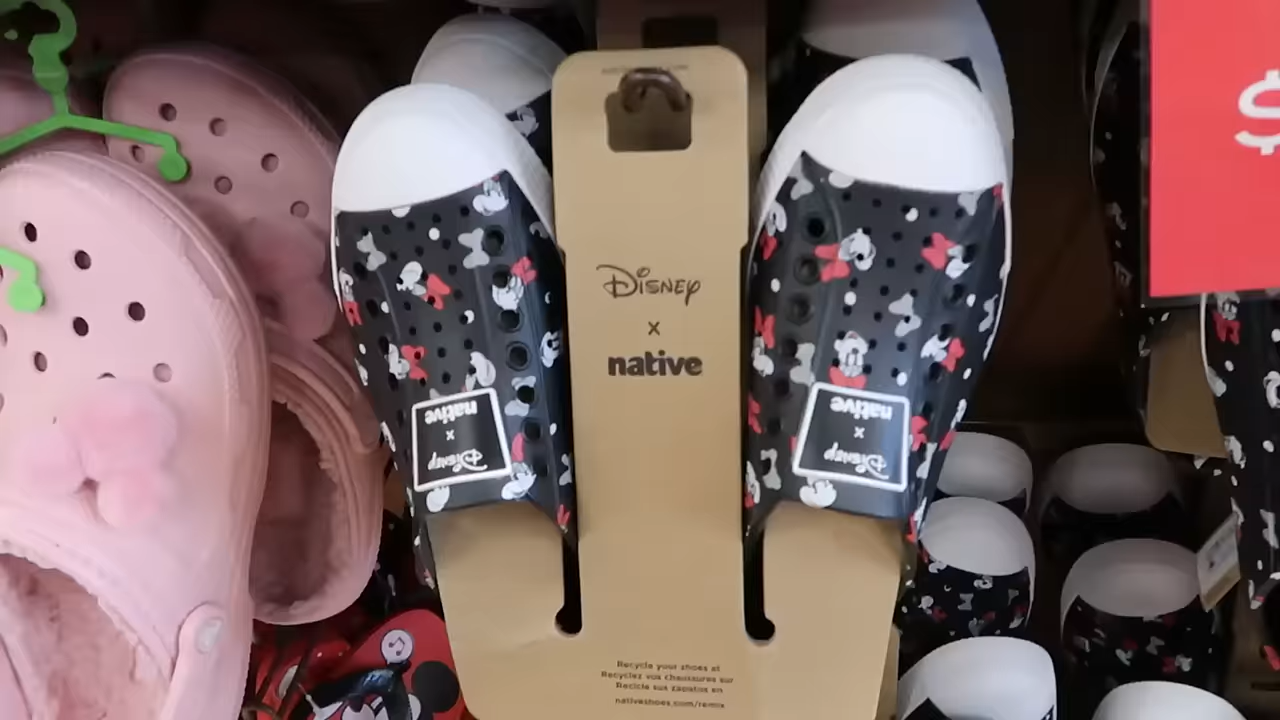 Disney
x
native
native
x
Disney
native
x
Disney
Recycle your shoes at
Recyclez vos chaussures sur
Recicle sus zapatos en
nativeshoes.com/remix
$